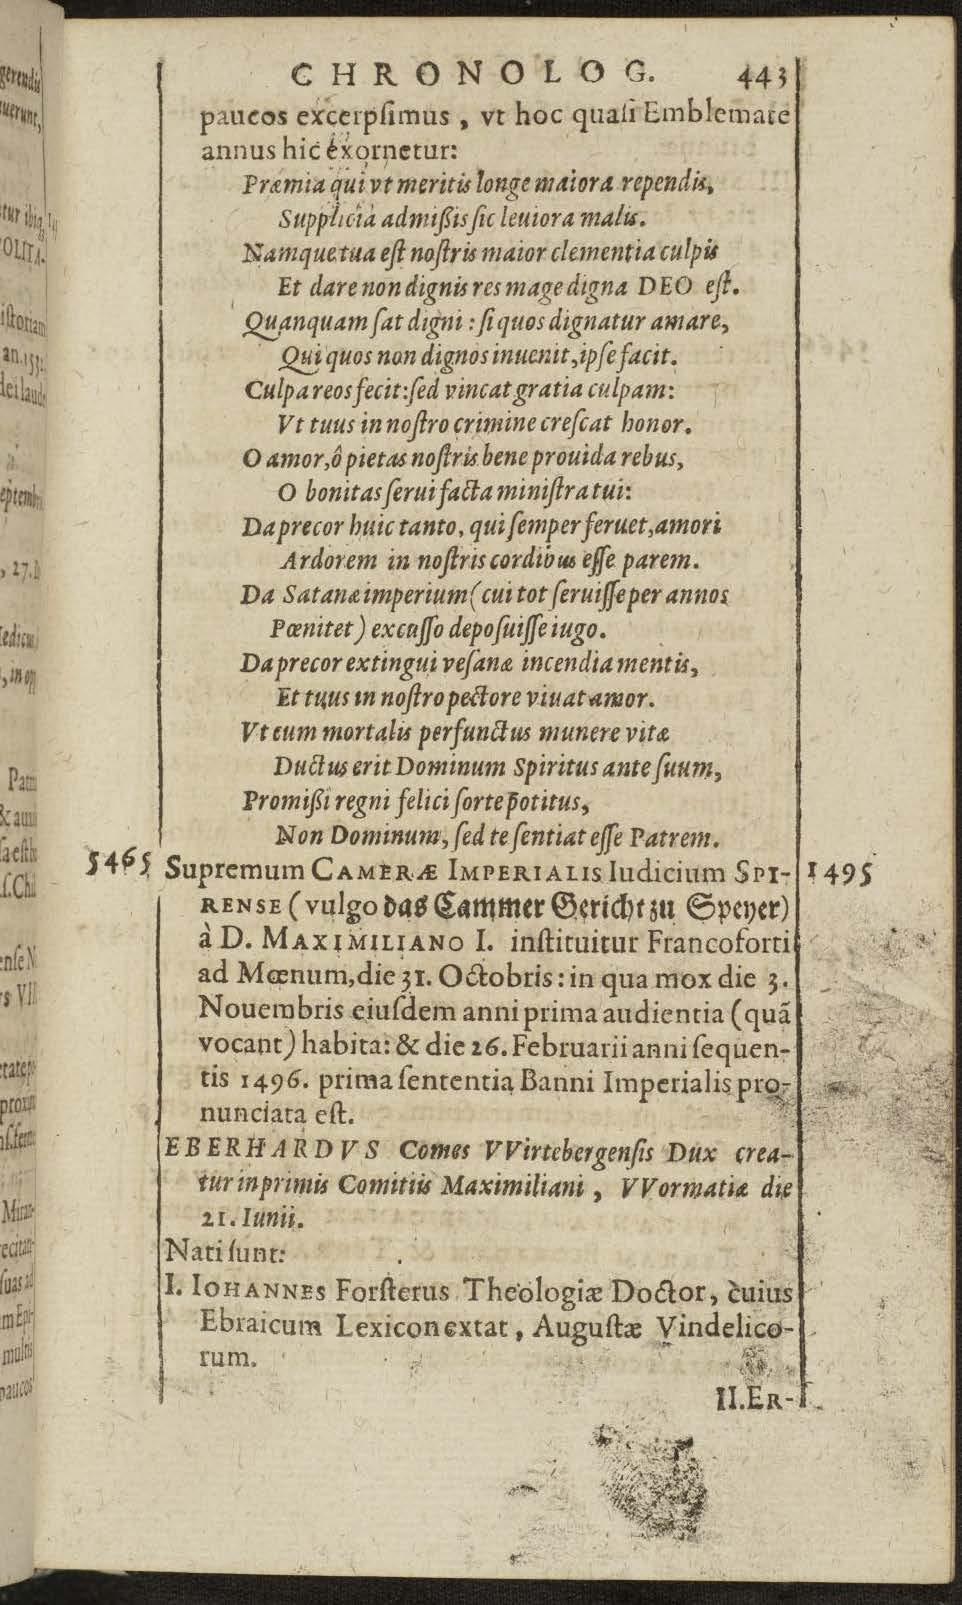 CHRONOLOG. 443
paucos excerpſimus, vt hoc quaſi Emblemate
annus hic exornetur:
Præmia qui vt meritis longe maiora rependis,
Supplicia admißis ſic leuiora malis.
Namque tua eſt noſtris maior clementia culpis
Et dare non dignis res mage digna DEO eſt.
Quanquam ſat digni: ſi quos dignatur amare,
Qui quos non dignos inuenit, ipſe facit.
Culpa reos fecit: ſed vincat gratia culpam:
Vt tuus in noſtro crimine creſcat honor.
O amor, ô pietas noſtris bene prouida rebus,
O bonitas ſerui facta miniſtra tui:
Da precor huic tanto, qui ſemper feruet, amori
Ardorem in noſtris cordibus eſſe parem.
Da Satanæ imperium (cui tot ſeruiſſe per annos
Pœnitet) excuſſo depoſuiſſe iugo.
Da precor extingui veſanæ incendia mentis,
Et tuus in noſtro pectore viuat amor.
Vt cum mortalis perfunctus munere vitæ
Ductus erit Dominum Spiritus ante ſuum,
Promißi regni felici ſorte potitus,
Non Dominum, ſed te ſentiat eſſe Patrem.
5465 Supremum CAMERÆ IMPERIALIS Iudicium SPI- 1495
RENSE (vulgo das Cammer Gericht zu Speyer)
à D. MAXIMILIANO I. inſtituitur Francoforti
ad Mœnum, die 31. Octobris: in qua mox die 3.
Nouembris eiuſdem anni prima audientia (quã
vocant) habita: & die 26. Februarii anni ſequen-
tis 1496. prima ſententia Banni Imperialis pro-
nunciata eſt.
EBERHARDVS Comes VVirtebergenſis Dux crea-
tur in primis Comitiis Maximiliani, VVormatiæ die
21. Iunii.
Nati ſunt:
I. IOHANNES Forſterus Theologiæ Doctor, cuius
Ebraicum Lexicon extat, Auguſtæ Vindelico-
rum.
II. ER-